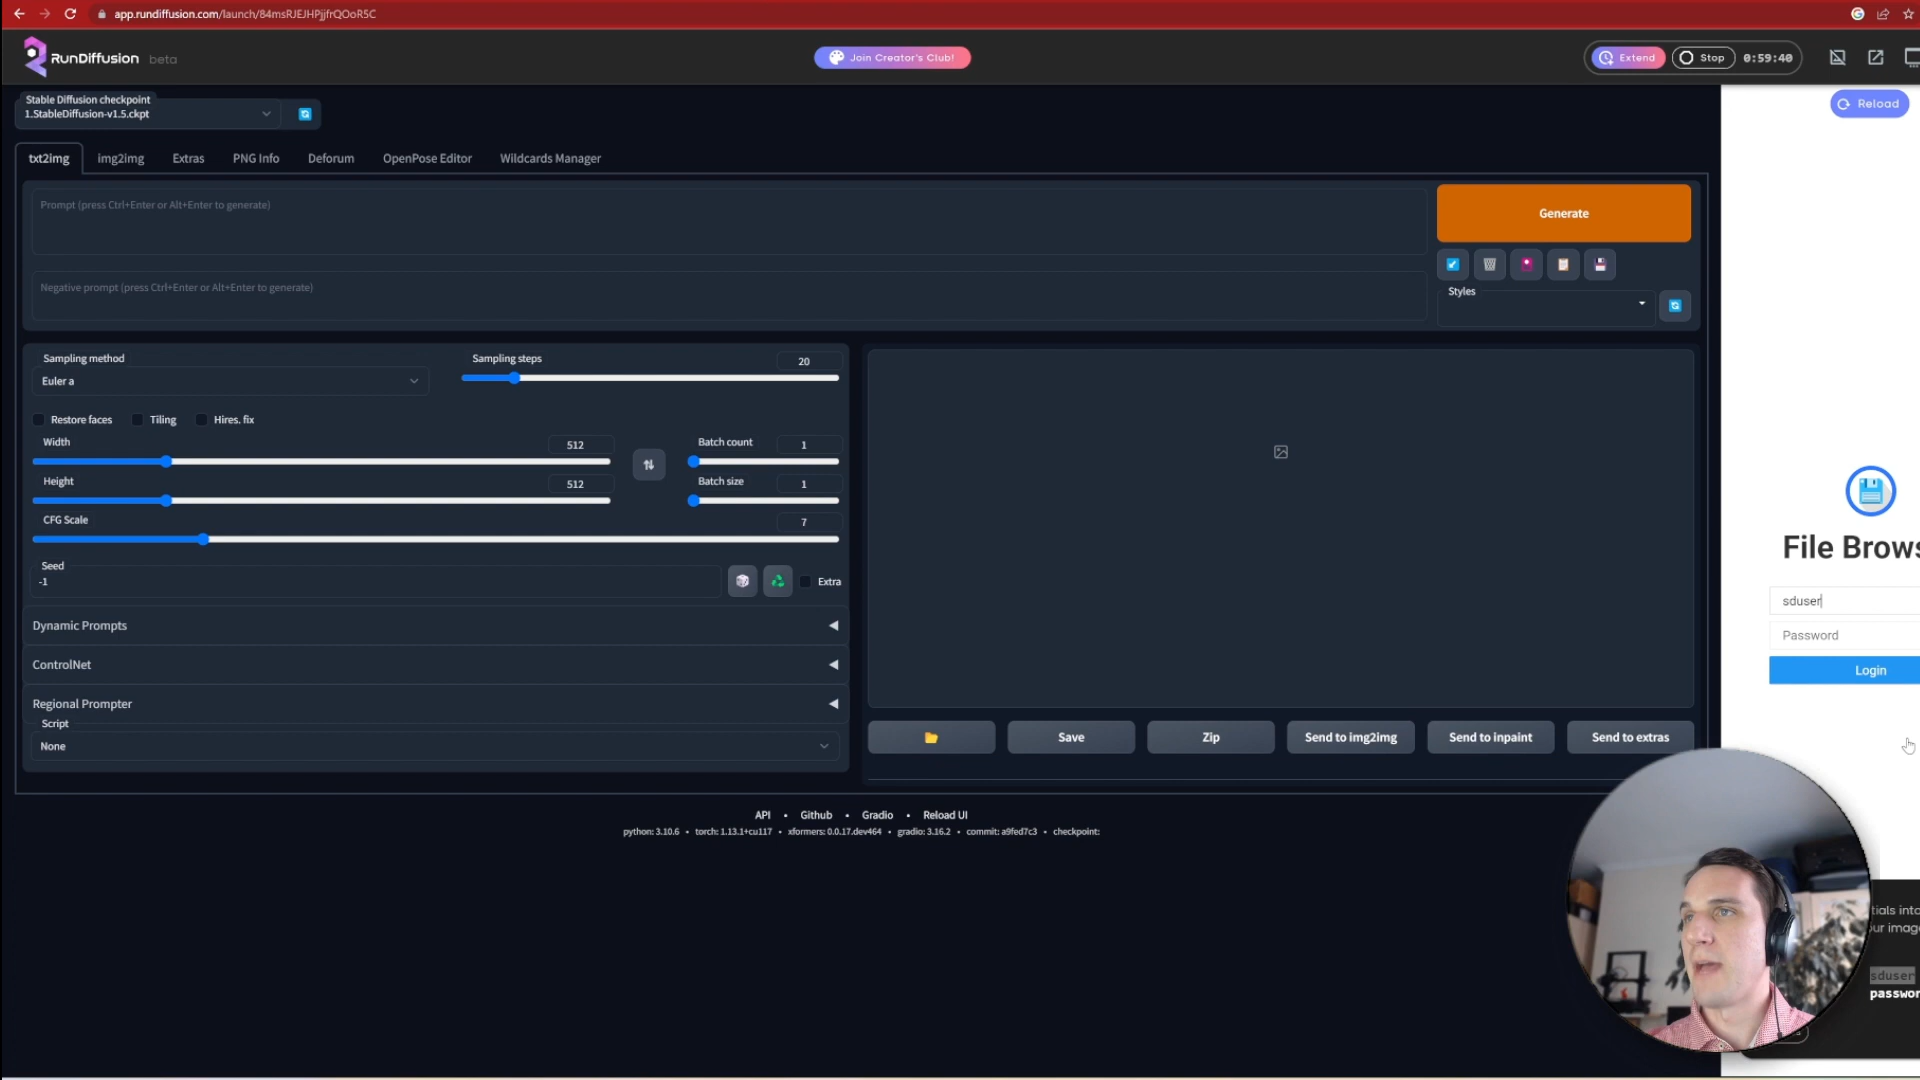 app.rundiffusion.com/launch/84msRJEJHPjjfrQOoR5C
RunDiffusion beta
Join Creator's Club!
Extend
Stop
0:59:40
Stable Diffusion checkpoint
1.StableDiffusion-v1.5.ckpt
Reload
txt2img
img2img
Extras
PNG Info
Deforum
OpenPose Editor
Wildcards Manager
Prompt (press Ctrl+Enter or Alt+Enter to generate)
Generate
Negative prompt (press Ctrl+Enter or Alt+Enter to generate)
Styles
Sampling method
Euler a
Sampling steps
20
Restore faces
Tiling
Hires. fix
Width
512
Batch count
1
Height
512
Batch size
1
CFG Scale
7
Seed
-1
Extra
Dynamic Prompts
ControlNet
Regional Prompter
Script
None
Save
Zip
Send to img2img
Send to inpaint
Send to extras
API • Github • Gradio • Reload UI
python: 3.10.6 • torch: 1.13.1+cu117 • xformers: 0.0.17.dev464 • gradio: 3.16.2 • commit: a9fed7c3 • checkpoint:
File Brows
sduser
Password
Login
tials into
ur imag
sduser
passwor